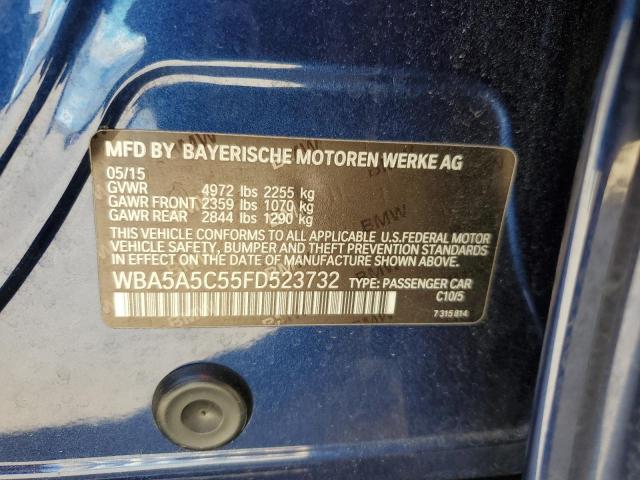 MFD BY BAYERISCHE MOTOREN WERKE AG
05/15
GVWR 4972 lbs 2255 kg
GAWR FRONT 2359 lbs 1070 kg
GAWR REAR 2844 lbs 1290 kg
THIS VEHICLE CONFORMS TO ALL APPLICABLE U.S.FEDERAL MOTOR
VEHICLE SAFETY, BUMPER, AND THEFT PREVENTION STANDARDS
IN EFFECT ON THE DATE OF MANUFACTURE SHOWN ABOVE.
WBA5A5C55FD523732 TYPE: PASSENGER CAR
C10/5
7 315 814